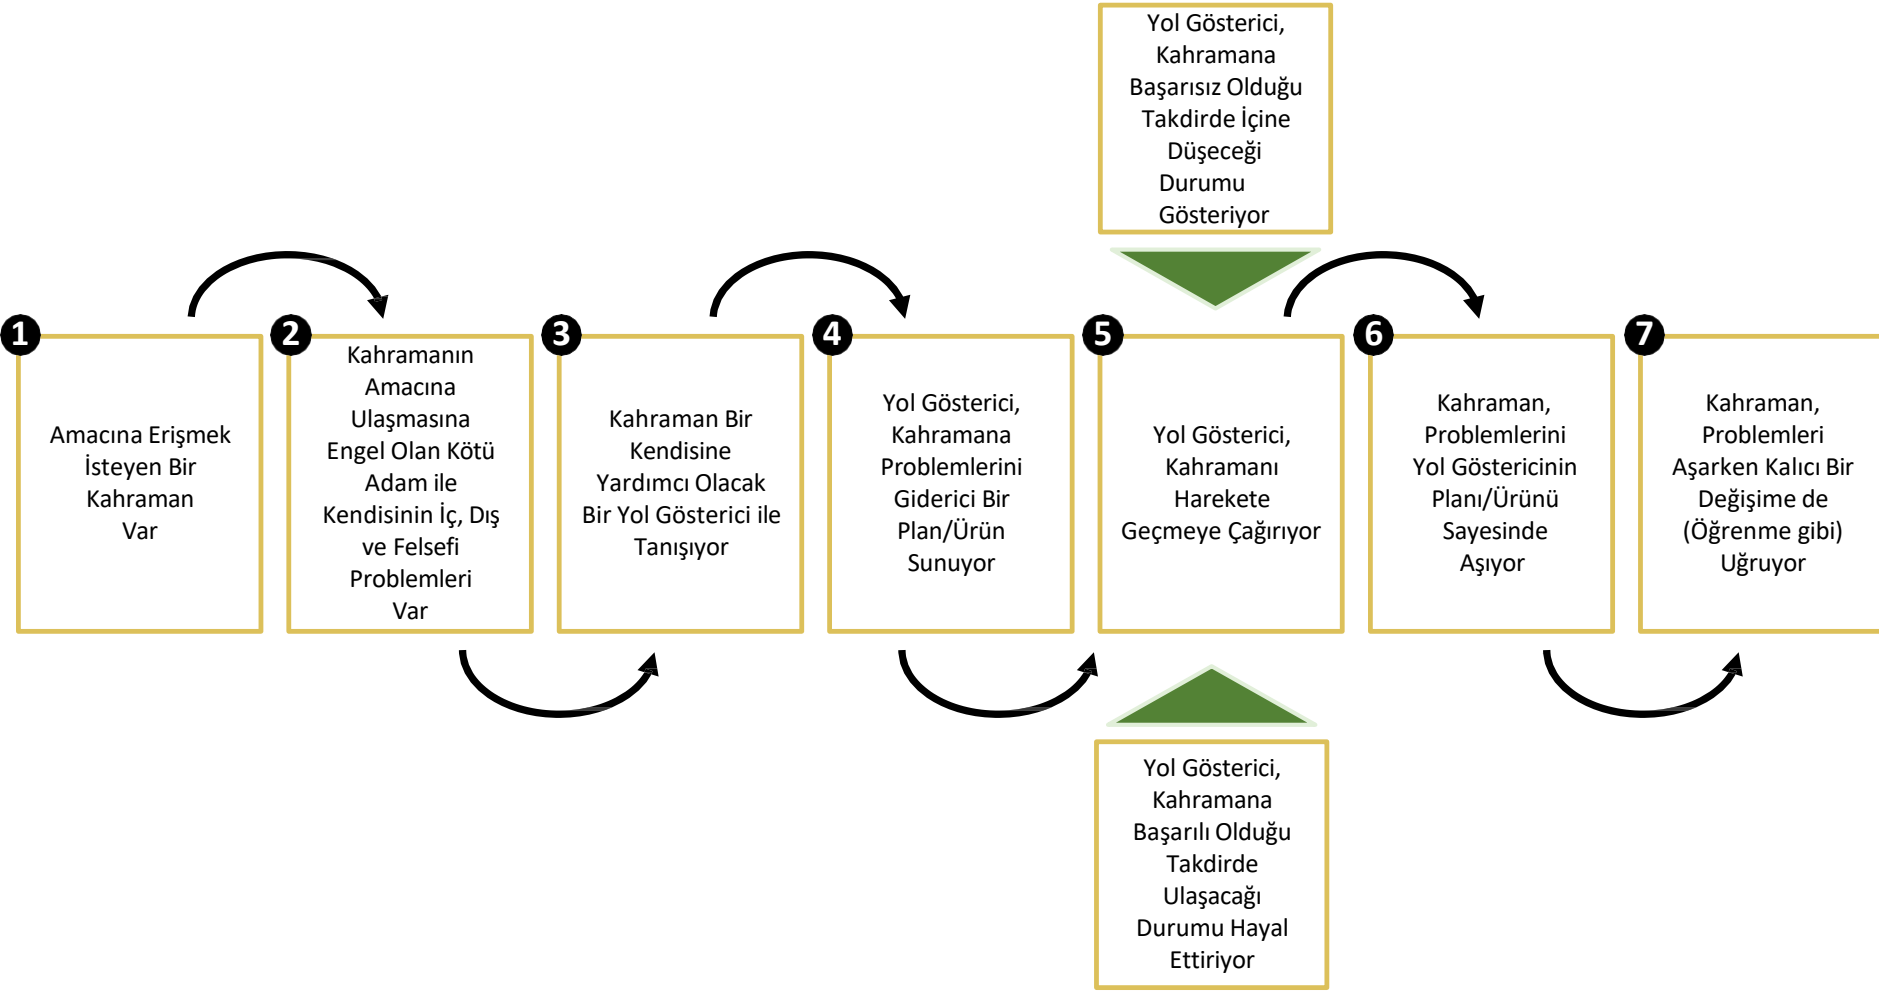 Yol Gösterici,
Kahramana
Başarısız Olduğu
Takdirde İçine
Düşeceği
Durumu
Gösteriyor
1
Amacına Erişmek
İsteyen Bir
Kahraman
Var
2
Kahramanın
Amacına
Ulaşmasına
Engel Olan Kötü
Adam ile
Kendisinin İç, Dış
ve Felsefi
Problemleri
Var
3
Kahraman Bir
Kendisine
Yardımcı Olacak
Bir Yol Gösterici ile
Tanışıyor
4
Yol Gösterici,
Kahramana
Problemlerini
Giderici Bir
Plan/Ürün
Sunuyor
5
Yol Gösterici,
Kahramanı
Harekete
Geçmeye Çağırıyor
6
Kahraman,
Problemlerini
Yol Göstericinin
Planı/Ürünü
Sayesinde
Aşıyor
7
Kahraman,
Problemleri
Aşarken Kalıcı Bir
Değişime de
(Öğrenme gibi)
Uğruyor
Yol Gösterici,
Kahramana
Başarılı Olduğu
Takdirde
Ulaşacağı
Durumu Hayal
Ettiriyor